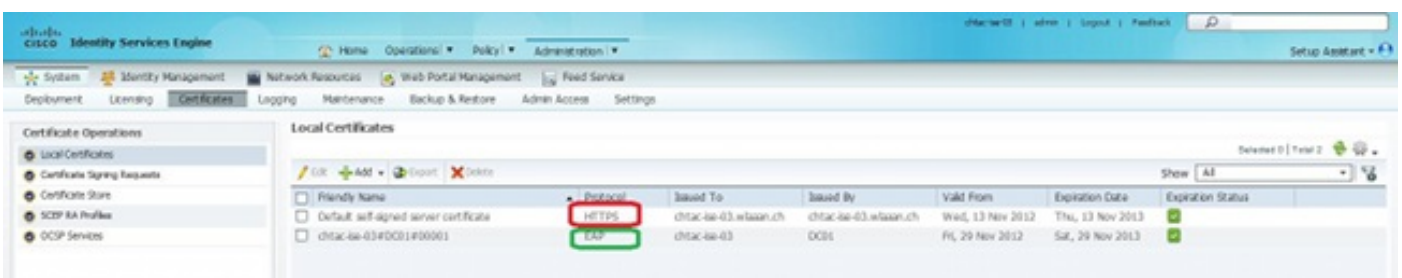 chtac-ise-03 | admin | Logout | Feedback
CISCO Identity Services Engine
Home Operations Policy Administration
Setup Assistant
System Identity Management Network Resources Web Portal Management Feed Service
Deployment Licensing Certificates Logging Maintenance Backup & Restore Admin Access Settings
Certificate Operations
Local Certificates
Certificate Signing Requests
Certificate Store
SCEP RA Profiles
OCSP Services
Local Certificates
Selected 0 | Total 2
Edit Add Export Delete
Show All
Friendly Name Protocol Issued To Issued By Valid From Expiration Date Expiration Status
Default self-signed server certificate HTTPS chtac-ise-03.wlaaan.ch chtac-ise-03.wlaaan.ch Wed, 13 Nov 2012 Thu, 13 Nov 2013
chtac-ise-03#DC01#00001 EAP chtac-ise-03 DC01 Fri, 29 Nov 2012 Sat, 29 Nov 2013